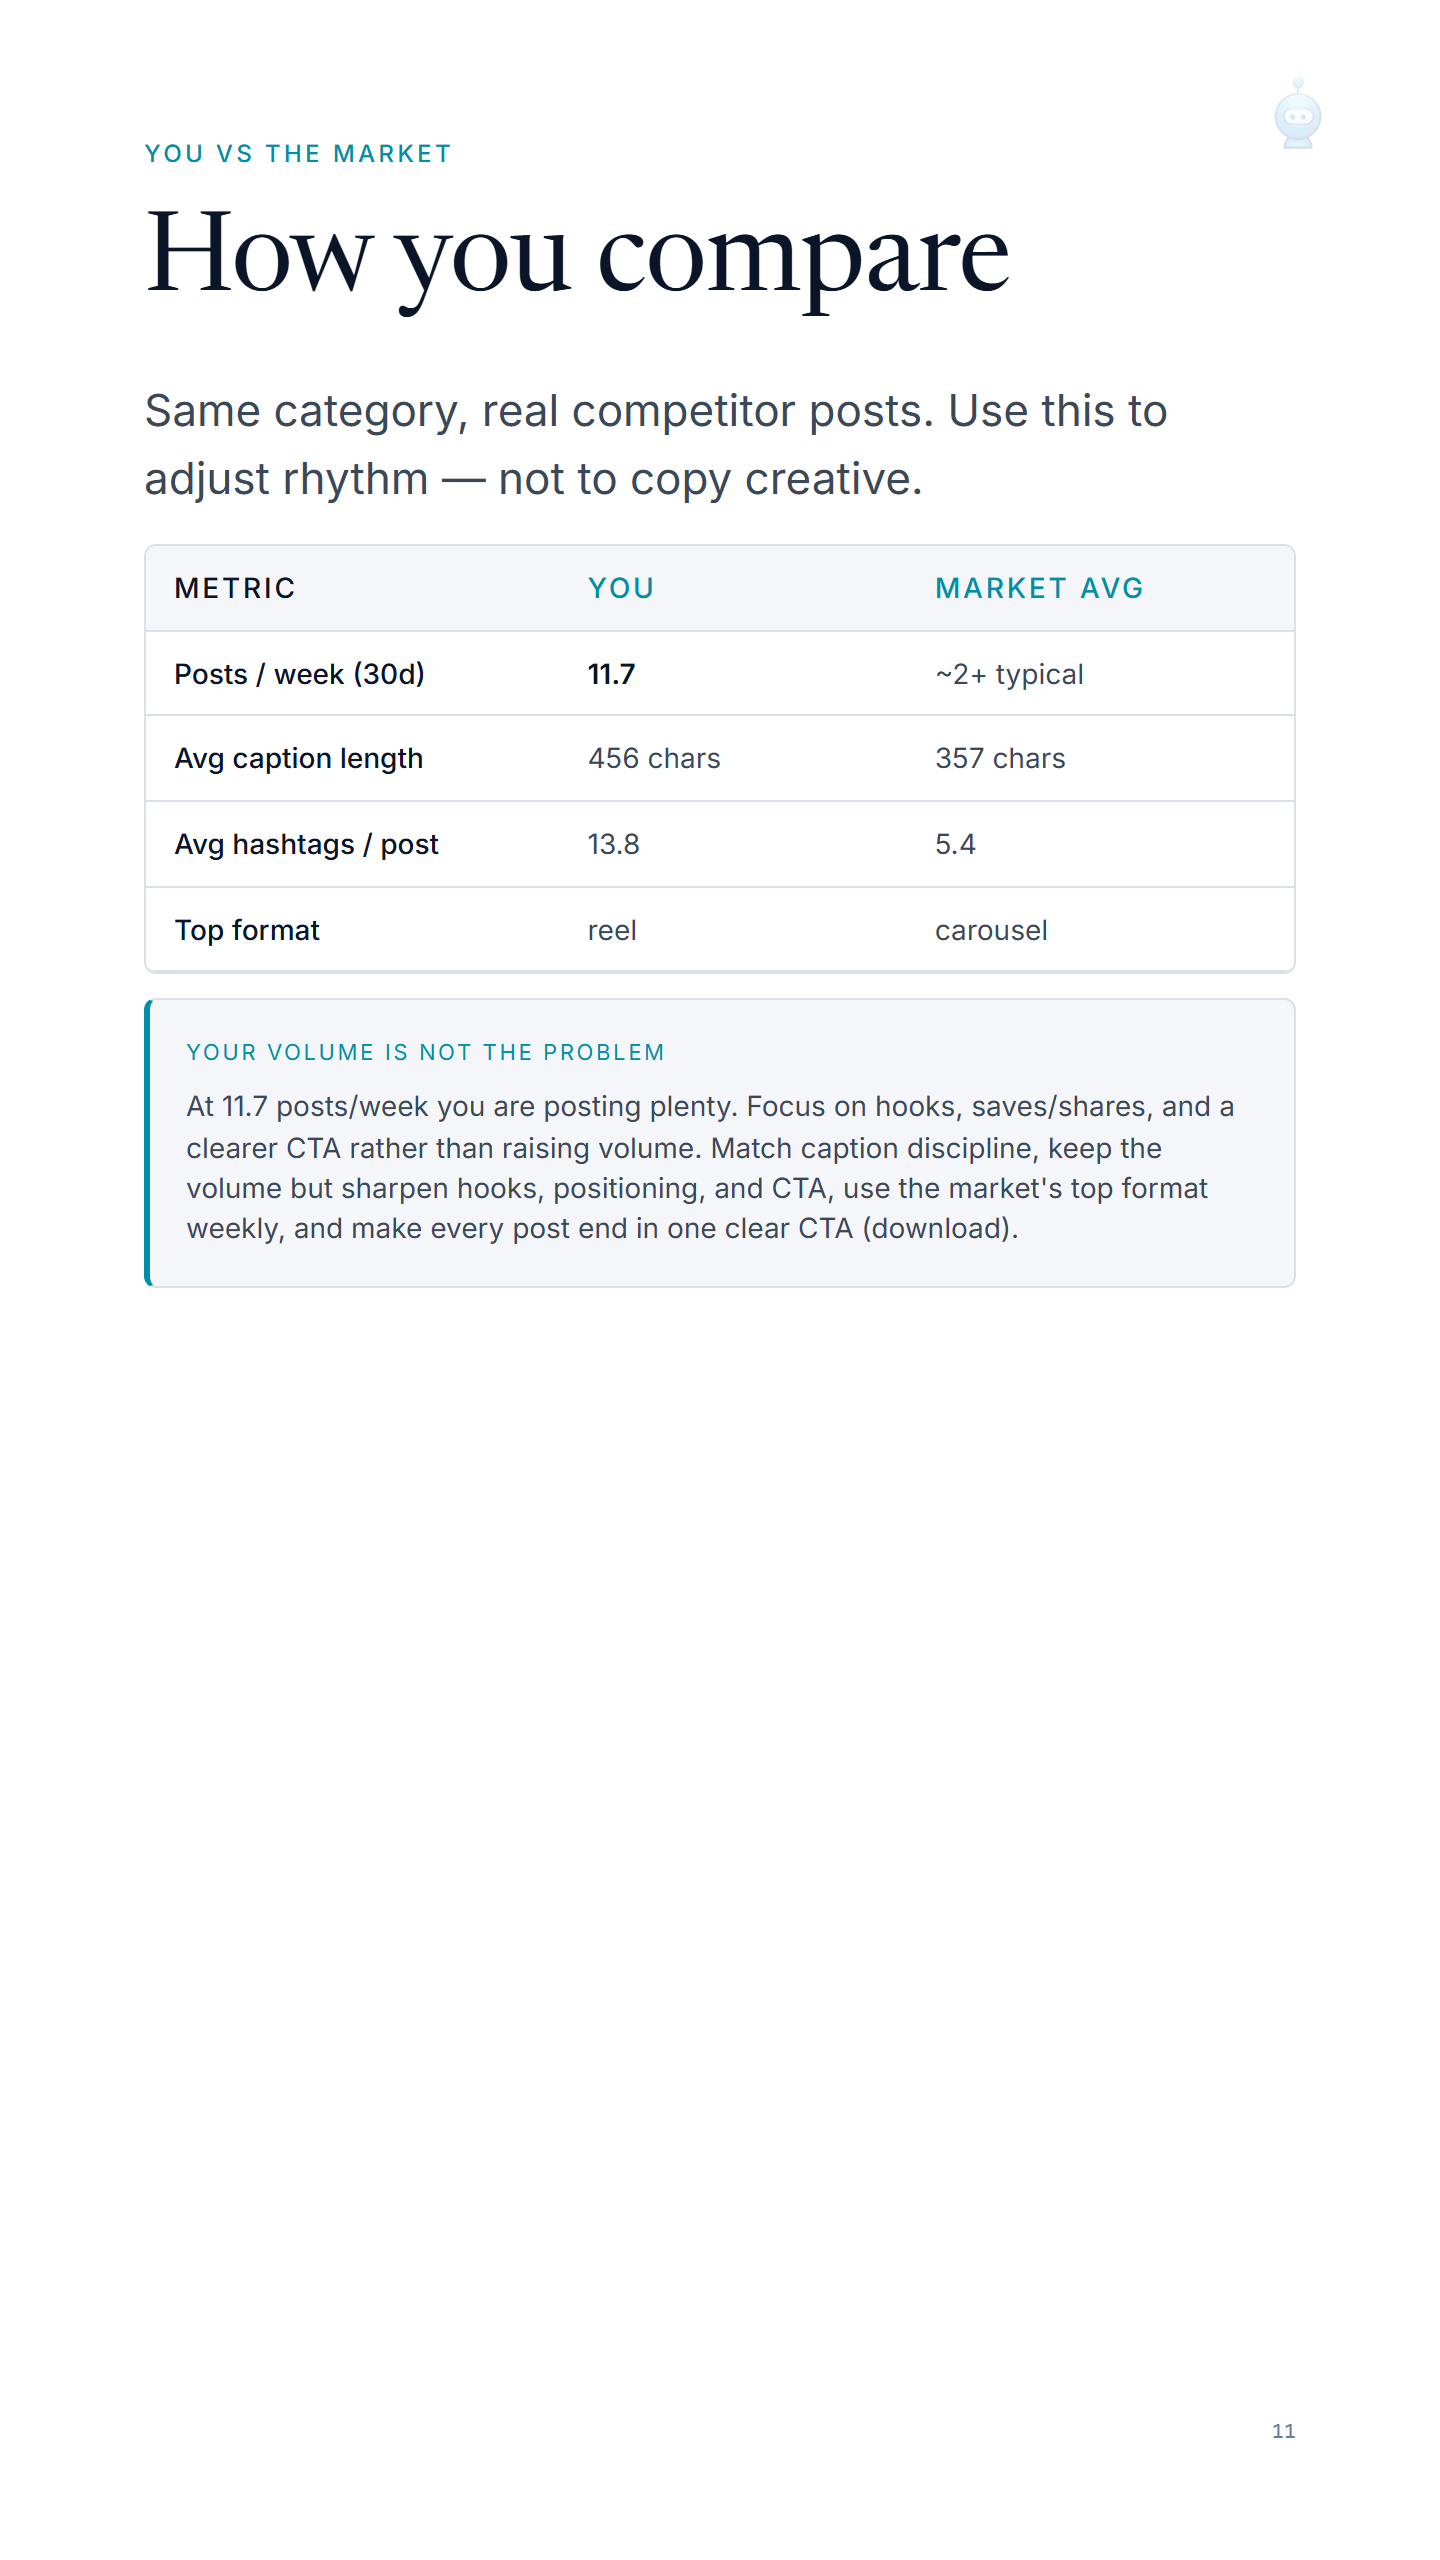 YOU VS THE MARKET
How you compare
Same category, real competitor posts. Use this to
adjust rhythm — not to copy creative.
METRIC YOU MARKET AVG
Posts / week (30d) 11.7 ~2+ typical
Avg caption length 456 chars 357 chars
Avg hashtags / post 13.8 5.4
Top format reel carousel
YOUR VOLUME IS NOT THE PROBLEM
At 11.7 posts/week you are posting plenty. Focus on hooks, saves/shares, and a
clearer CTA rather than raising volume. Match caption discipline, keep the
volume but sharpen hooks, positioning, and CTA, use the market's top format
weekly, and make every post end in one clear CTA (download).
11